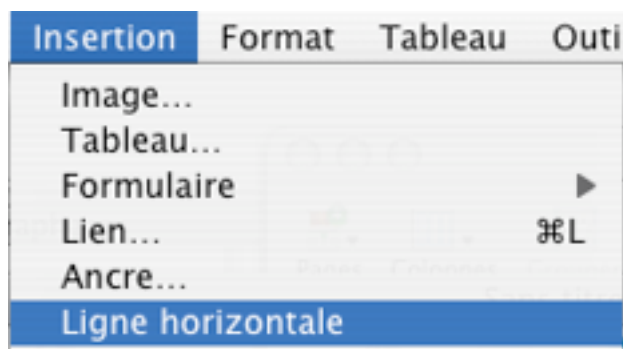 Insertion Format Tableau Outi
Image...
Tableau...
Formulaire ▶
Lien... ⌘L
Ancre...
Ligne horizontale